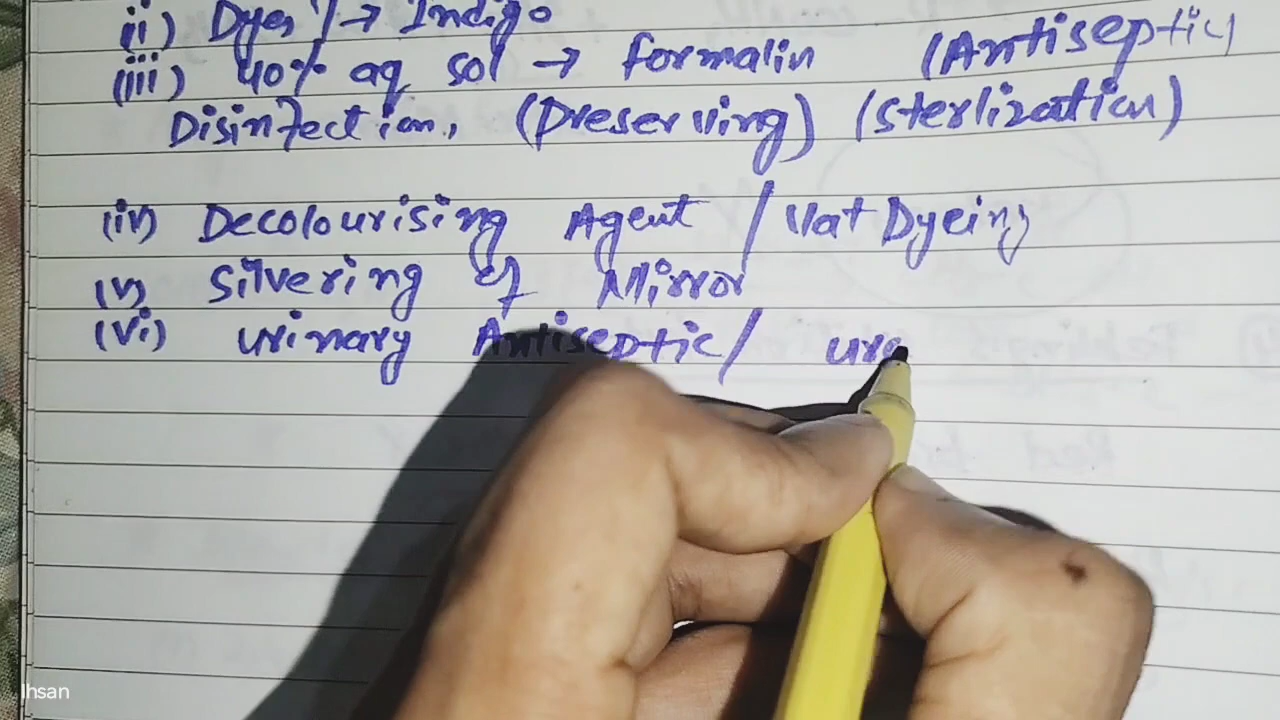 (ii) Dyes → Indigo
(iii) 40% aq sol → formalin (Antiseptic)
Disinfection, (Preserving) (Sterlization)
(iv) Decolourising Agent / Vat Dyeing
(v) Silvering of Mirror
(vi) urinary Antiseptic/ ur
Ihsan